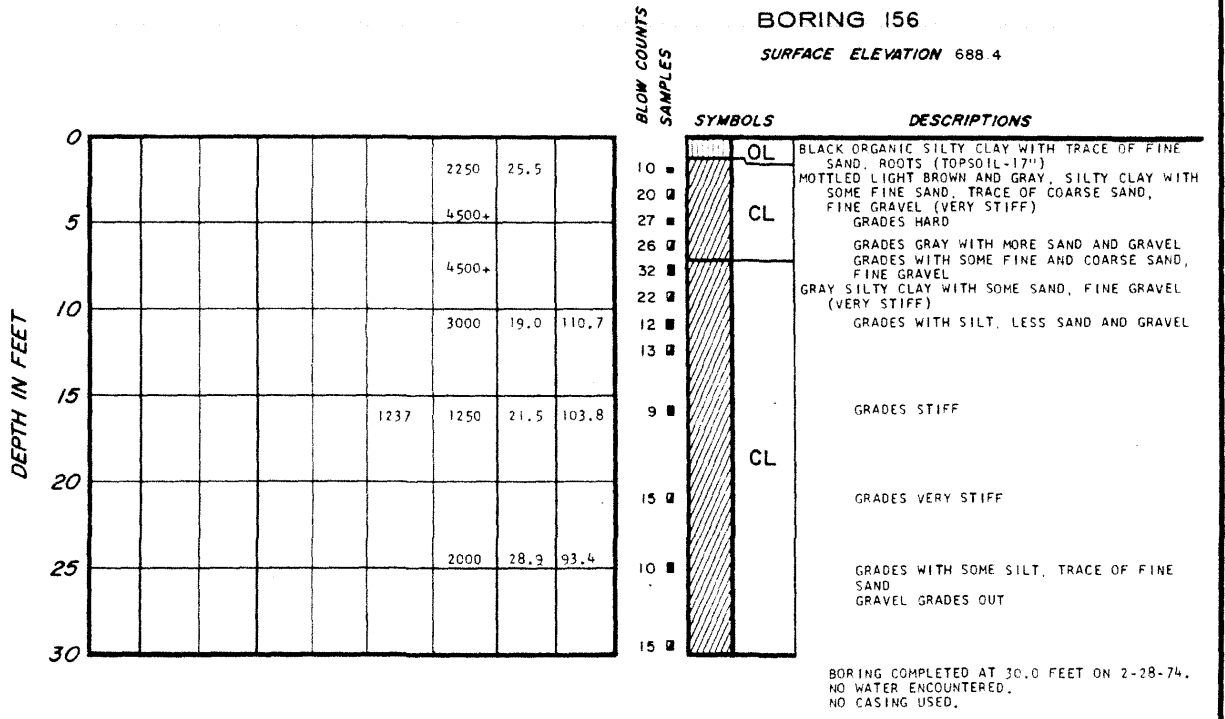 BORING 156
SURFACE ELEVATION 688.4
BLOW COUNTS
SAMPLES
SYMBOLS DESCRIPTIONS
DEPTH IN FEET
0
OL BLACK ORGANIC SILTY CLAY WITH TRACE OF FINE
SAND, ROOTS (TOPSOIL-17")
2250 25.5 10
MOTTLED LIGHT BROWN AND GRAY, SILTY CLAY WITH
20 SOME FINE SAND, TRACE OF COARSE SAND,
FINE GRAVEL (VERY STIFF)
4500+ CL
5 27 GRADES HARD
26 GRADES GRAY WITH MORE SAND AND GRAVEL
GRADES WITH SOME FINE AND COARSE SAND,
4500+ 32 FINE GRAVEL
22 GRAY SILTY CLAY WITH SOME SAND, FINE GRAVEL
(VERY STIFF)
10
3000 19.0 110.7 12 GRADES WITH SILT, LESS SAND AND GRAVEL
13
15
1237 1250 21.5 103.8 9 GRADES STIFF
CL
20
15 GRADES VERY STIFF
2000 28.9 93.4
25 10 GRADES WITH SOME SILT, TRACE OF FINE
SAND
GRAVEL GRADES OUT
15
30
BORING COMPLETED AT 30.0 FEET ON 2-28-74.
NO WATER ENCOUNTERED.
NO CASING USED.